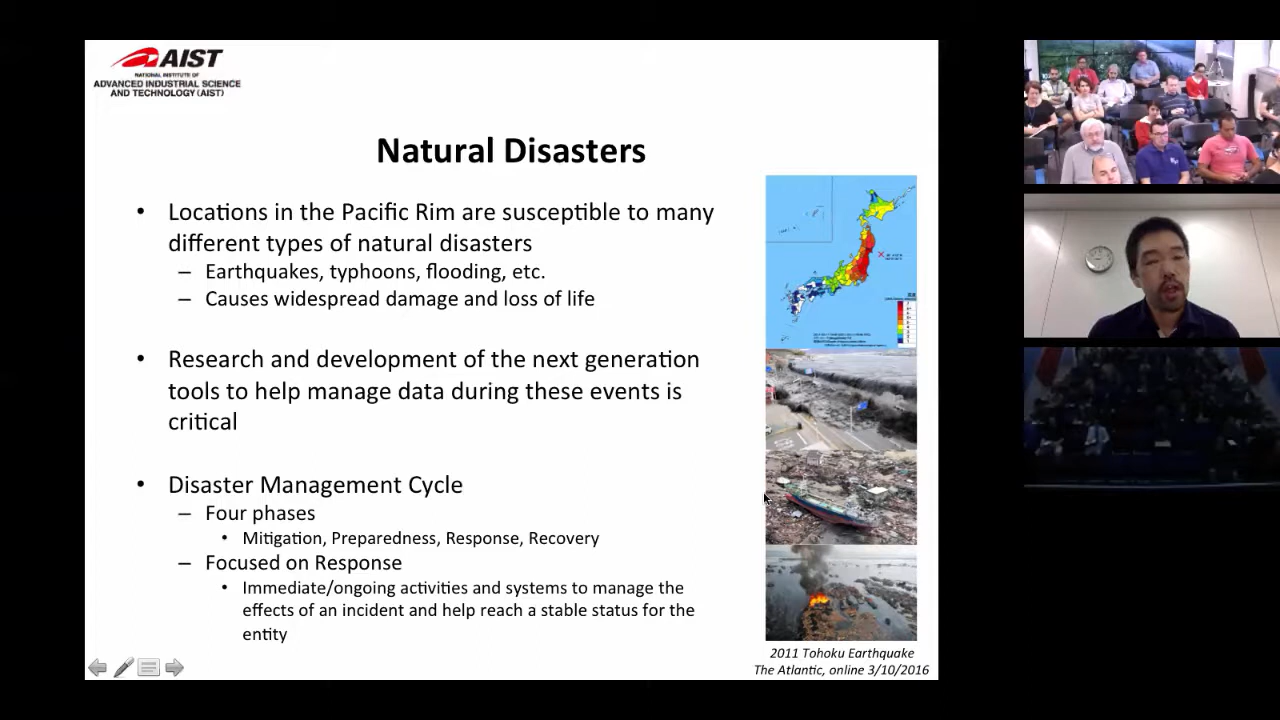 AIST
NATIONAL INSTITUTE OF
ADVANCED INDUSTRIAL SCIENCE
AND TECHNOLOGY (AIST)
Natural Disasters
• Locations in the Pacific Rim are susceptible to many
different types of natural disasters
– Earthquakes, typhoons, flooding, etc.
– Causes widespread damage and loss of life
• Research and development of the next generation
tools to help manage data during these events is
critical
• Disaster Management Cycle
– Four phases
• Mitigation, Preparedness, Response, Recovery
– Focused on Response
• Immediate/ongoing activities and systems to manage the
effects of an incident and help reach a stable status for the
entity
2011 Tohoku Earthquake
The Atlantic, online 3/10/2016